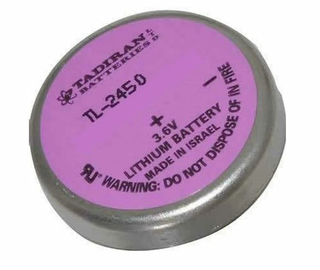 TADIRAN
BATTERIES
TL-2450
+ −
3.6V
LITHIUM BATTERY
MADE IN ISRAEL
WARNING: DO NOT DISPOSE OF IN FIRE